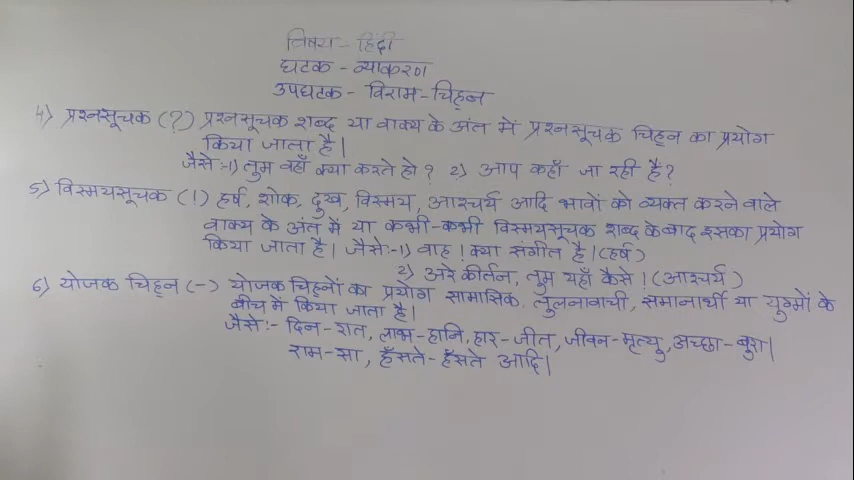 विषय - हिंदी
घटक - व्याकरण
उपघटक - विराम-चिह्न
4) प्रश्नसूचक (?) प्रश्नसूचक शब्द या वाक्य के अंत में प्रश्नसूचक चिह्न का प्रयोग
किया जाता है।
जैसे:-1) तुम वहाँ क्या करते हो? 2) आप कहाँ जा रही है?
5) विस्मयसूचक (!) हर्ष, शोक, दुख, विस्मय, आश्चर्य आदि भावों को व्यक्त करने वाले
वाक्य के अंत में या कभी-कभी विस्मयसूचक शब्द के बाद इसका प्रयोग
किया जाता है। जैसे:-1) वाह! क्या संगीत है।(हर्ष)
2) अरे कीर्तन, तुम यहाँ कैसे!(आश्चर्य)
6) योजक चिह्न (-) योजक चिह्नों का प्रयोग सामासिक, तुलनावाची, समानार्थी या युग्मों के
बीच में किया जाता है।
जैसे:- दिन-रात, लाभ-हानि, हार-जीत, जीवन-मृत्यु, अच्छा-बुरा।
राम-सा, हँसते-हँसते आदि।